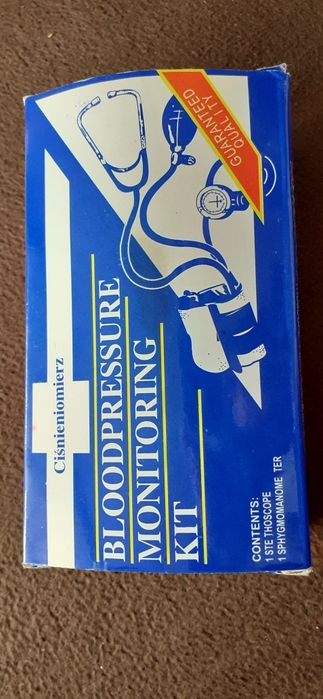 GUARANTEED
QUALITY
Ciśnieniomierz
BLOODPRESSURE
MONITORING
KIT
CONTENTS:
1 STE THOSCOPE
1 SPHYGMOMANOME TER